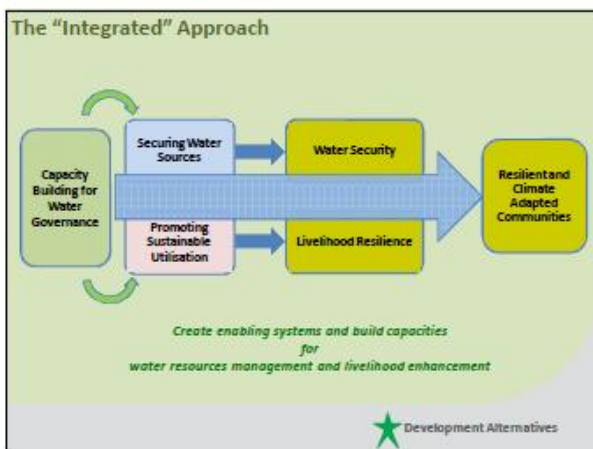 The “Integrated” Approach
Capacity
Building for
Water
Governance
Securing Water
Sources
Water Security
Promoting
Sustainable
Utilisation
Livelihood Resilience
Resilient and
Climate
Adapted
Communities
Create enabling systems and build capacities
for
water resources management and livelihood enhancement
Development Alternatives